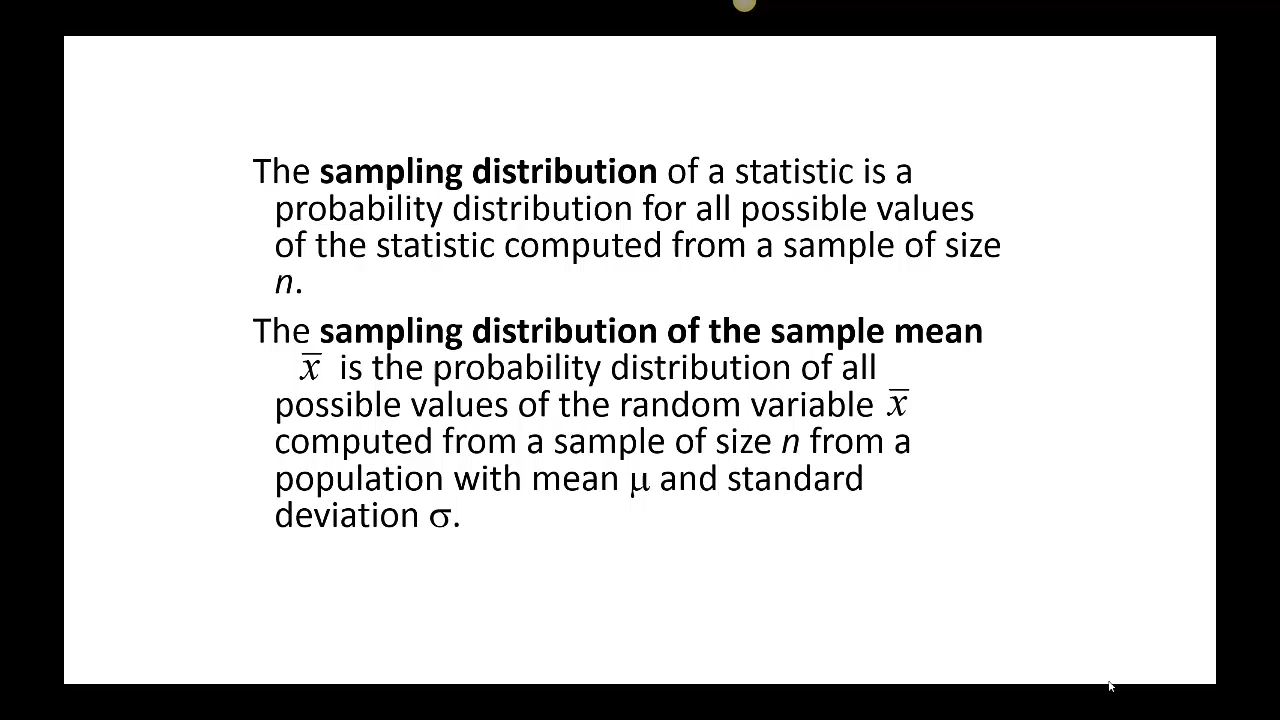 The sampling distribution of a statistic is a
probability distribution for all possible values
of the statistic computed from a sample of size
n.
The sampling distribution of the sample mean
x̅ is the probability distribution of all
possible values of the random variable x̅
computed from a sample of size n from a
population with mean μ and standard
deviation σ.